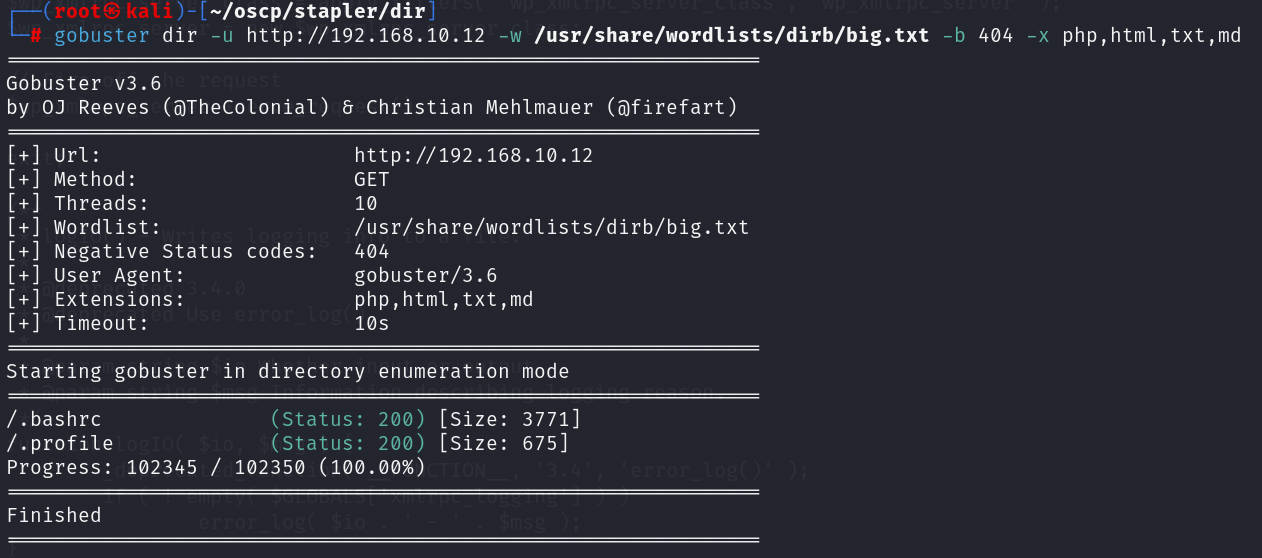 ┌──(root㉿kali)-[~/oscp/stapler/dir]
└─# gobuster dir -u http://192.168.10.12 -w /usr/share/wordlists/dirb/big.txt -b 404 -x php,html,txt,md
===============================================================
Gobuster v3.6
by OJ Reeves (@TheColonial) & Christian Mehlmauer (@firefart)
===============================================================
[+] Url:                     http://192.168.10.12
[+] Method:                  GET
[+] Threads:                 10
[+] Wordlist:                /usr/share/wordlists/dirb/big.txt
[+] Negative Status codes:   404
[+] User Agent:              gobuster/3.6
[+] Extensions:              php,html,txt,md
[+] Timeout:                 10s
===============================================================
Starting gobuster in directory enumeration mode
===============================================================
/.bashrc              (Status: 200) [Size: 3771]
/.profile             (Status: 200) [Size: 675]
Progress: 102345 / 102350 (100.00%)
===============================================================
Finished
===============================================================